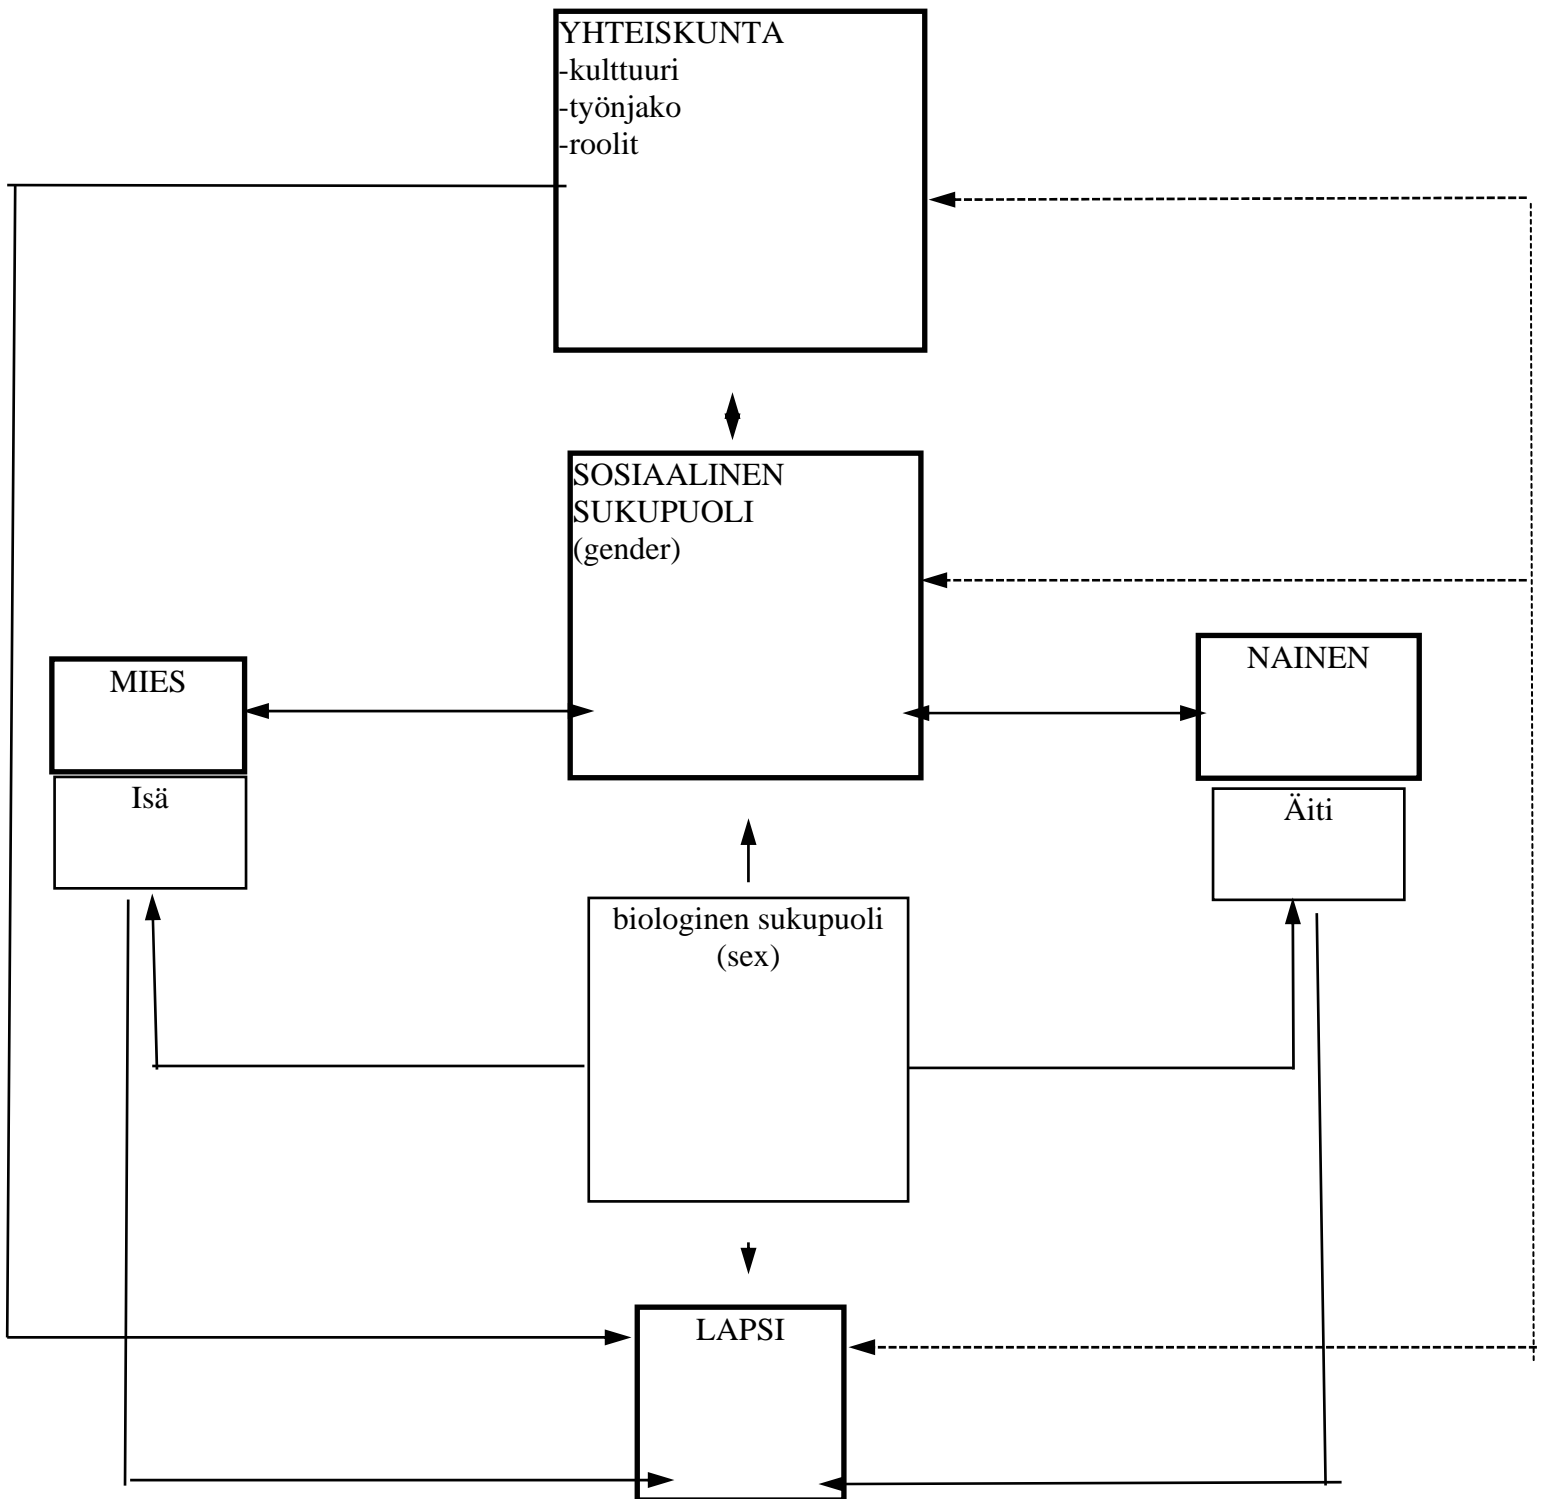 YHTEISKUNTA
-kulttuuri
-työnjako
-roolit
SOSIAALINEN
SUKUPUOLI
(gender)
MIES
NAINEN
Isä
Äiti
biologinen sukupuoli
(sex)
LAPSI